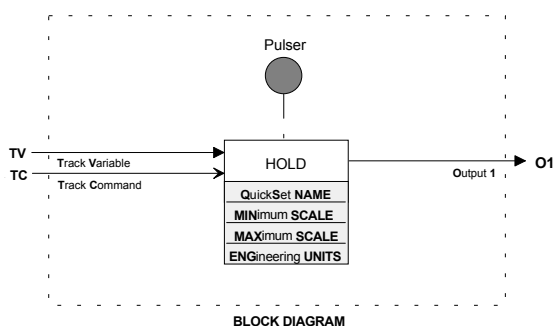 Pulser
TV
Track Variable
TC
Track Command
HOLD
QuickSet NAME
MINimum SCALE
MAXimum SCALE
ENGineering UNITS
Output 1
O1
BLOCK DIAGRAM